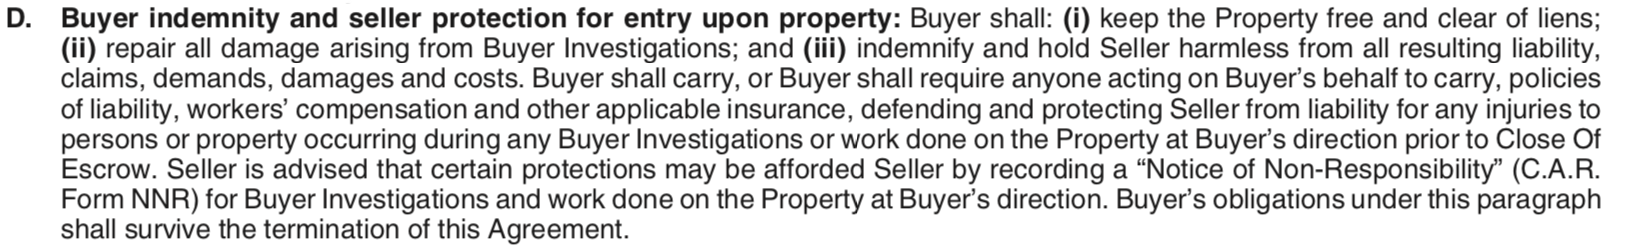 D. Buyer indemnity and seller protection for entry upon property: Buyer shall: (i) keep the Property free and clear of liens;
(ii) repair all damage arising from Buyer Investigations; and (iii) indemnify and hold Seller harmless from all resulting liability,
claims, demands, damages and costs. Buyer shall carry, or Buyer shall require anyone acting on Buyer’s behalf to carry, policies
of liability, workers’ compensation and other applicable insurance, defending and protecting Seller from liability for any injuries to
persons or property occurring during any Buyer Investigations or work done on the Property at Buyer’s direction prior to Close Of
Escrow. Seller is advised that certain protections may be afforded Seller by recording a “Notice of Non-Responsibility” (C.A.R.
Form NNR) for Buyer Investigations and work done on the Property at Buyer’s direction. Buyer’s obligations under this paragraph
shall survive the termination of this Agreement.